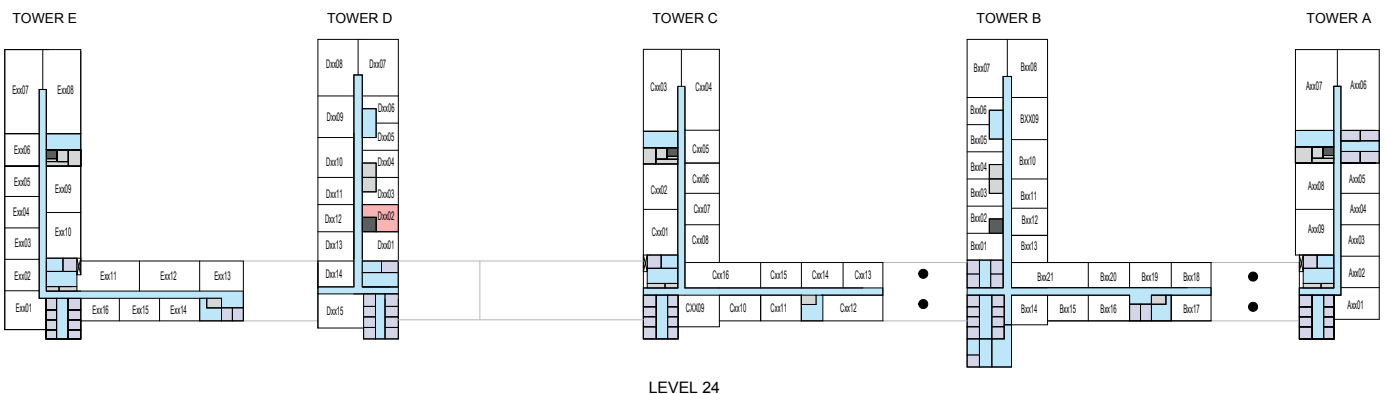 TOWER E
TOWER D
TOWER C
TOWER B
TOWER A
Exx07
Exx08
Exx06
Exx05
Exx09
Exx04
Exx03
Exx10
Exx02
Exx11
Exx12
Exx13
Exx01
Exx16
Exx15
Exx14
Dxx08
Dxx07
Dxx06
Dxx09
Dxx05
Dxx10
Dxx04
Dxx11
Dxx03
Dxx12
Dxx02
Dxx13
Dxx01
Dxx14
Dxx15
Cxx03
Cxx04
Cxx05
Cxx02
Cxx06
Cxx07
Cxx01
Cxx08
Cxx16
Cxx15
Cxx14
Cxx13
CXX09
Cxx10
Cxx11
Cxx12
Bxx07
Bxx08
Bxx06
BXX09
Bxx05
Bxx10
Bxx04
Bxx03
Bxx11
Bxx02
Bxx12
Bxx01
Bxx13
Bxx21
Bxx20
Bxx19
Bxx18
Bxx14
Bxx15
Bxx16
Bxx17
Axx07
Axx06
Axx08
Axx05
Axx04
Axx09
Axx03
Axx02
Axx01
LEVEL 24